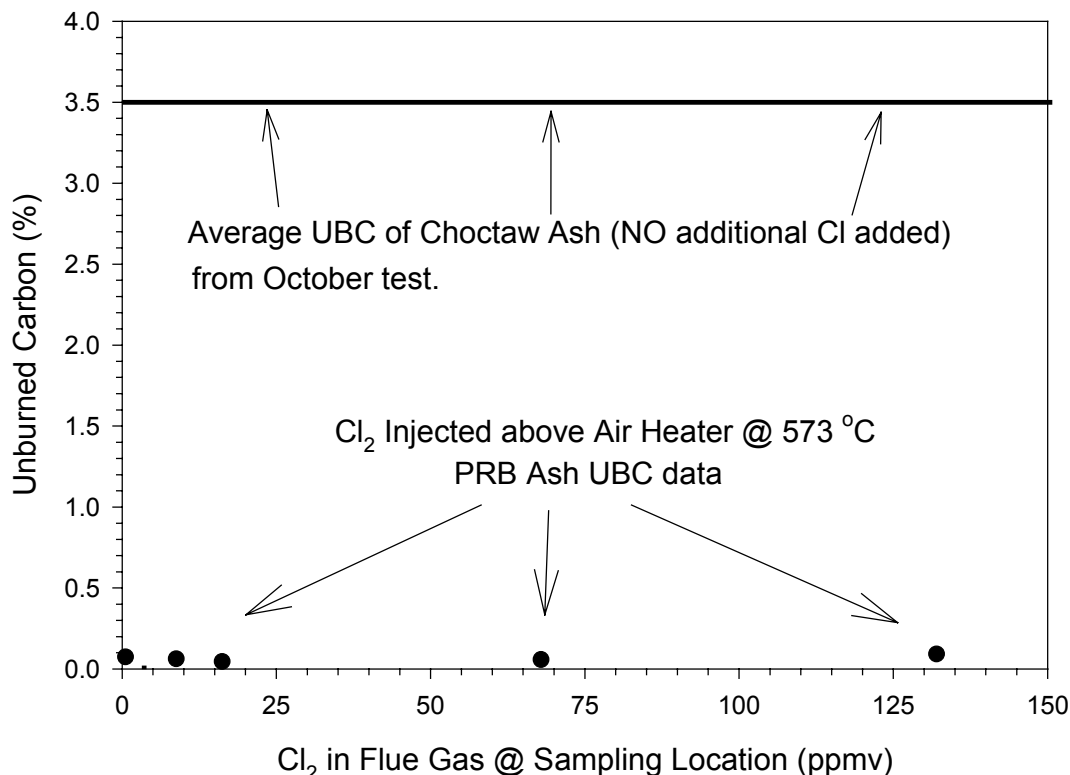 4.0
3.5
3.0
2.5
2.0
1.5
1.0
0.5
0.0
Unburned Carbon (%)
Average UBC of Choctaw Ash (NO additional Cl added)
from October test.
Cl₂ Injected above Air Heater @ 573 °C
PRB Ash UBC data
0 25 50 75 100 125 150
Cl₂ in Flue Gas @ Sampling Location (ppmv)